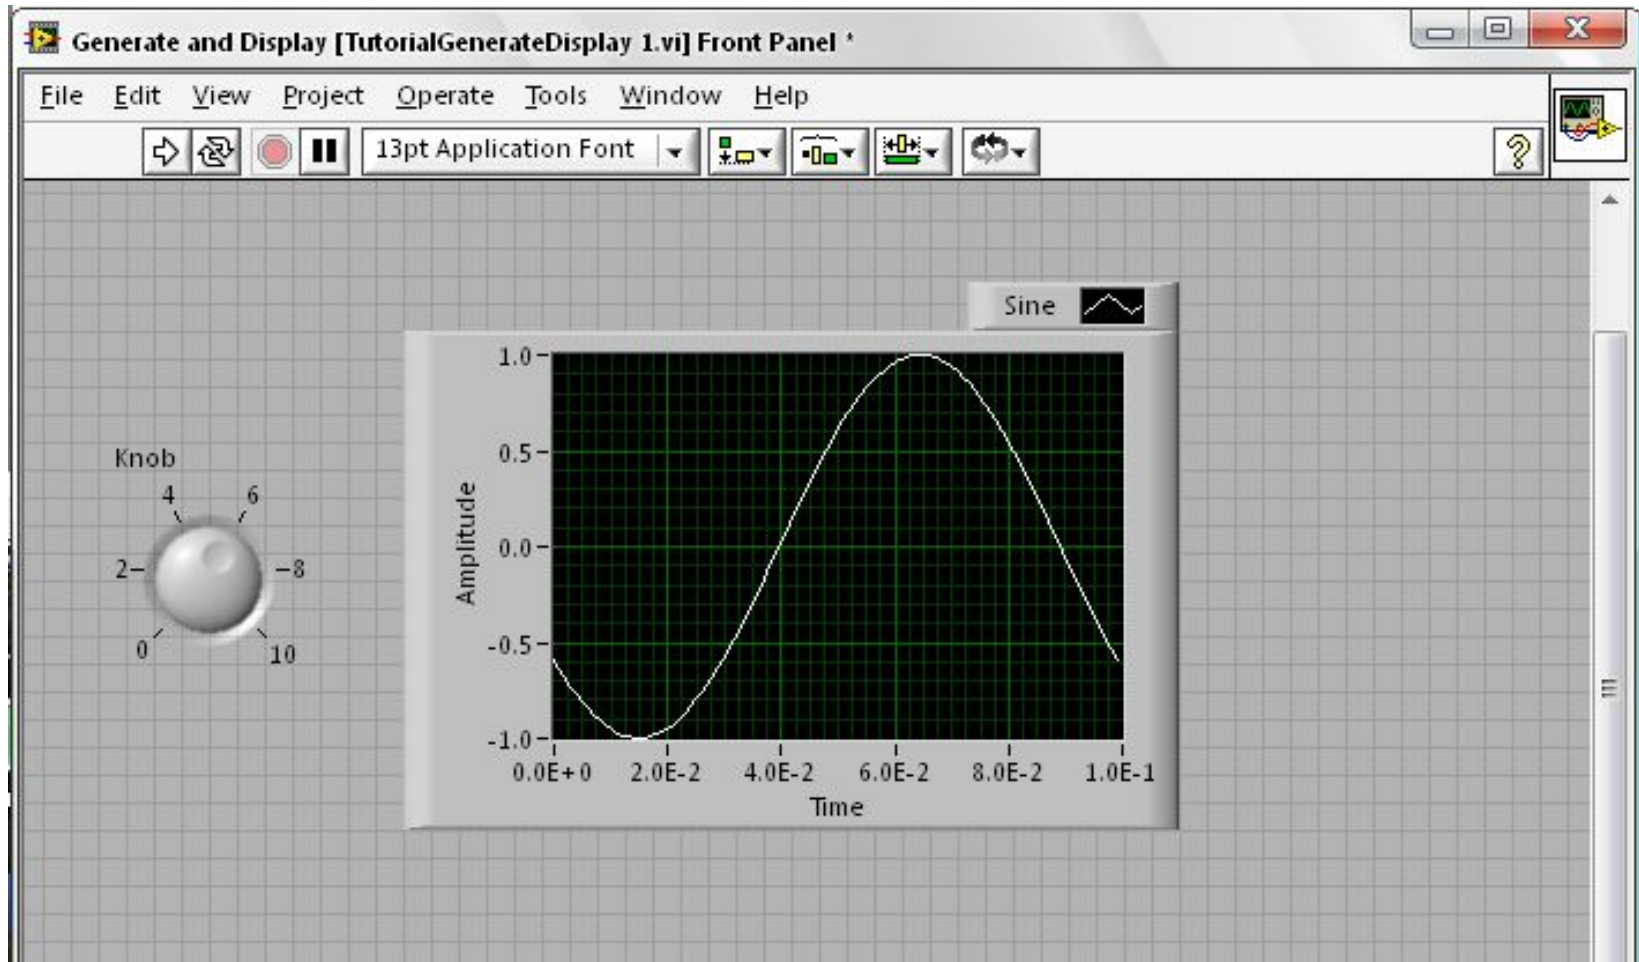 Generate and Display [TutorialGenerateDisplay 1.vi] Front Panel *
File Edit View Project Operate Tools Window Help
13pt Application Font
?
Sine
Knob
4 6
2 8
0 10
Amplitude
1.0
0.5
0.0
-0.5
-1.0
0.0E+0 2.0E-2 4.0E-2 6.0E-2 8.0E-2 1.0E-1
Time